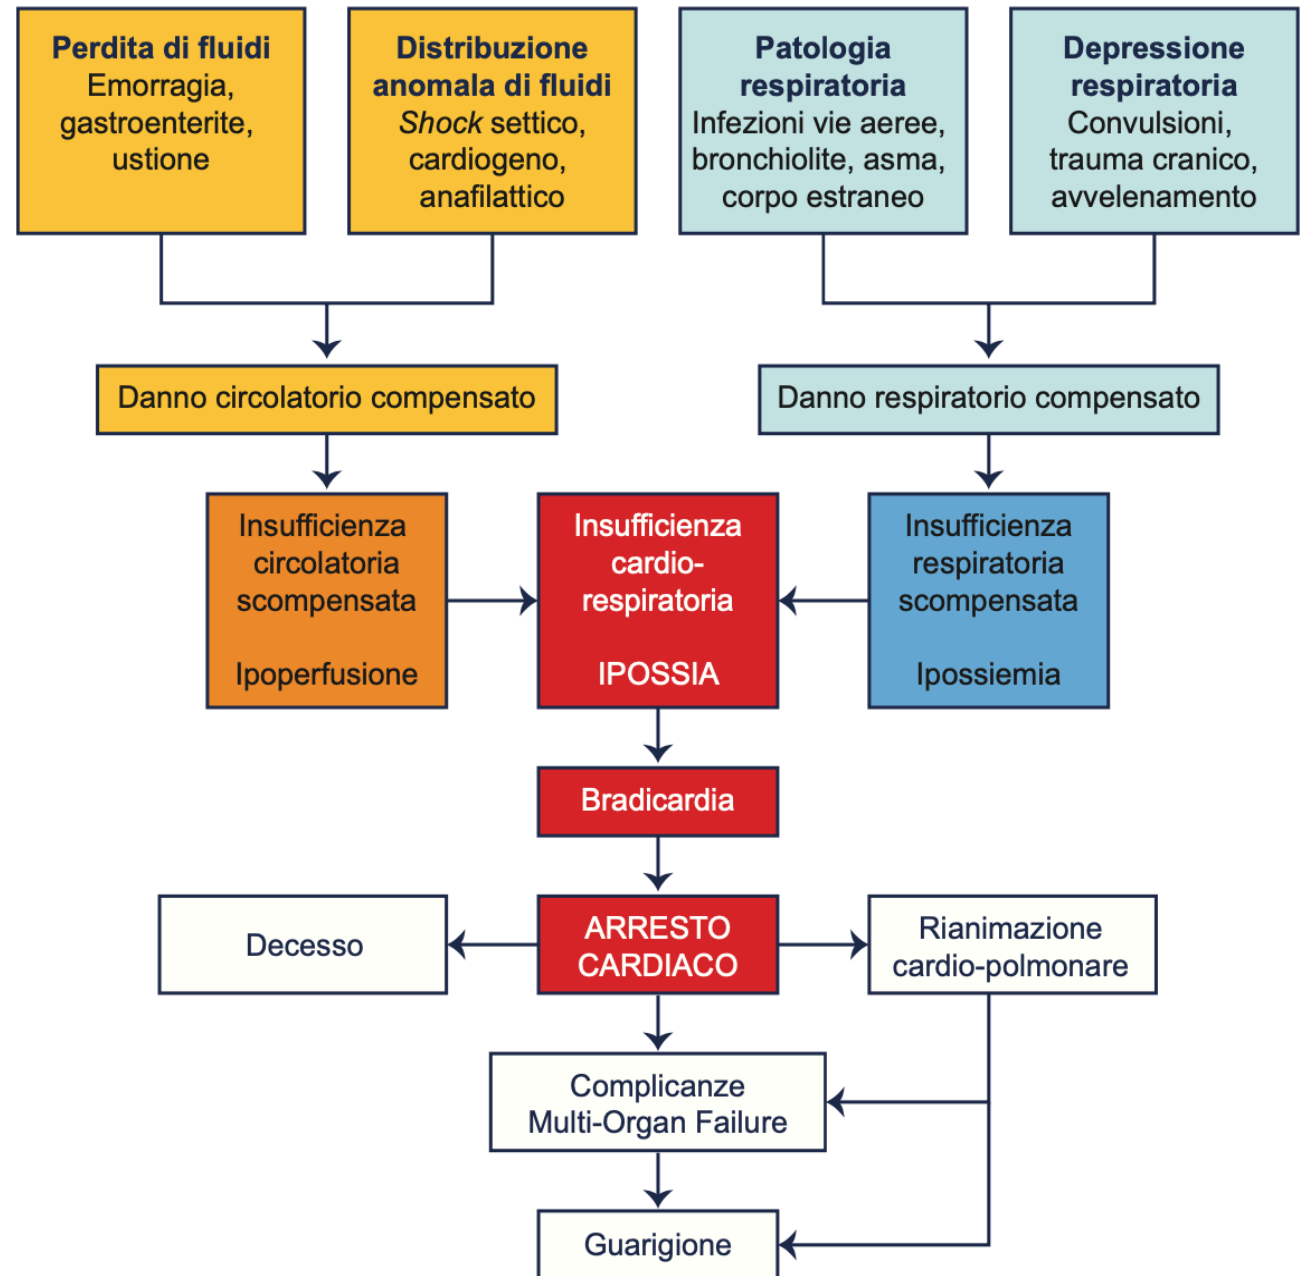 Perdita di fluidi
Emorragia,
gastroenterite,
ustione
Distribuzione
anomala di fluidi
Shock settico,
cardiogeno,
anafilattico
Patologia
respiratoria
Infezioni vie aeree,
bronchiolite, asma,
corpo estraneo
Depressione
respiratoria
Convulsioni,
trauma cranico,
avvelenamento
Danno circolatorio compensato
Danno respiratorio compensato
Insufficienza
circolatoria
scompensata
Ipoperfusione
Insufficienza
cardio-
respiratoria
IPOSSIA
Insufficienza
respiratoria
scompensata
Ipossiemia
Bradicardia
Decesso
ARRESTO
CARDIACO
Rianimazione
cardio-polmonare
Complicanze
Multi-Organ Failure
Guarigione